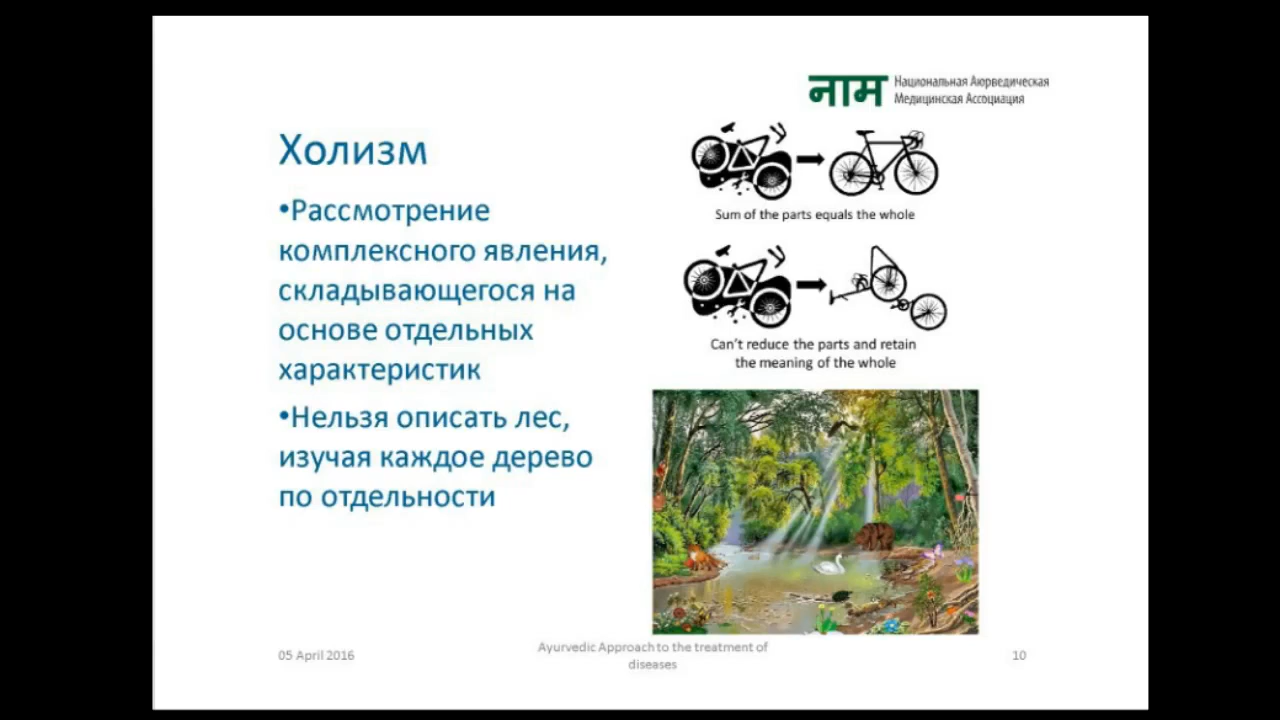 नाम
Национальная Аюрведическая
Медицинская Ассоциация
Холизм
•Рассмотрение
комплексного явления,
складывающегося на
основе отдельных
характеристик
•Нельзя описать лес,
изучая каждое дерево
по отдельности
Sum of the parts equals the whole
Can't reduce the parts and retain
the meaning of the whole
05 April 2016
Ayurvedic Approach to the treatment of
diseases
10